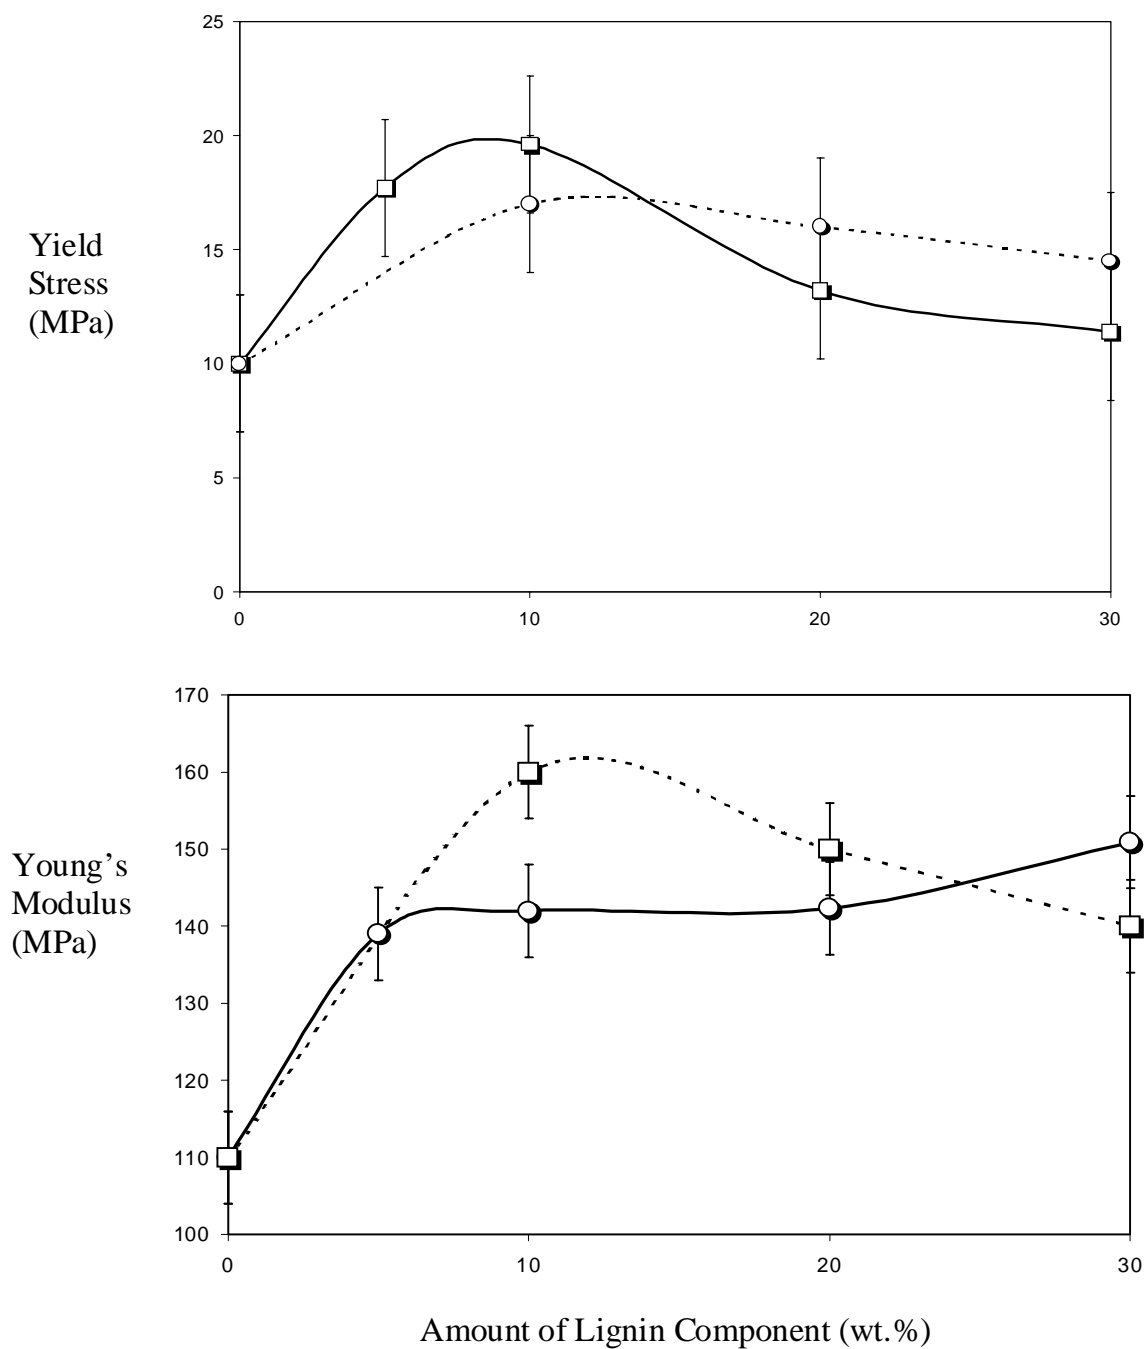 25
20
15
10
5
0
Yield
Stress
(MPa)
0 10 20 30
170
160
150
140
130
120
110
100
Young’s
Modulus
(MPa)
0 10 20 30
Amount of Lignin Component (wt.%)